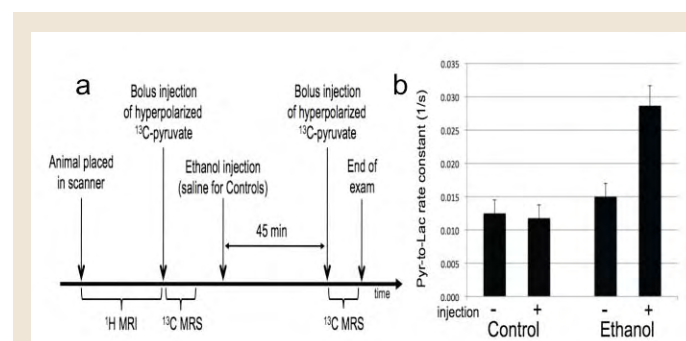 a
Bolus injection
of hyperpolarized
¹³C-pyruvate
Animal placed
in scanner
Ethanol injection
(saline for Controls)
Bolus injection
of hyperpolarized
¹³C-pyruvate
End of
exam
45 min
time
¹H MRI
¹³C MRS
¹³C MRS
b
Pyr-to-Lac rate constant (1/s)
0.035
0.030
0.025
0.020
0.015
0.010
0.005
0.000
injection - + - +
Control Ethanol